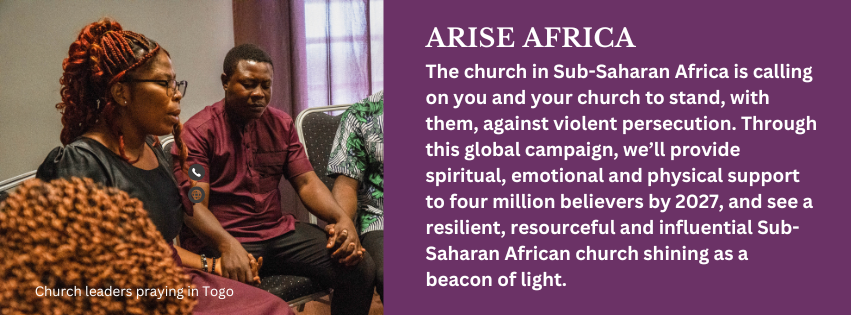 ARISE AFRICA
The church in Sub-Saharan Africa is calling
on you and your church to stand, with
them, against violent persecution. Through
this global campaign, we’ll provide
spiritual, emotional and physical support
to four million believers by 2027, and see a
resilient, resourceful and influential Sub-
Saharan African church shining as a
beacon of light.
Church leaders praying in Togo